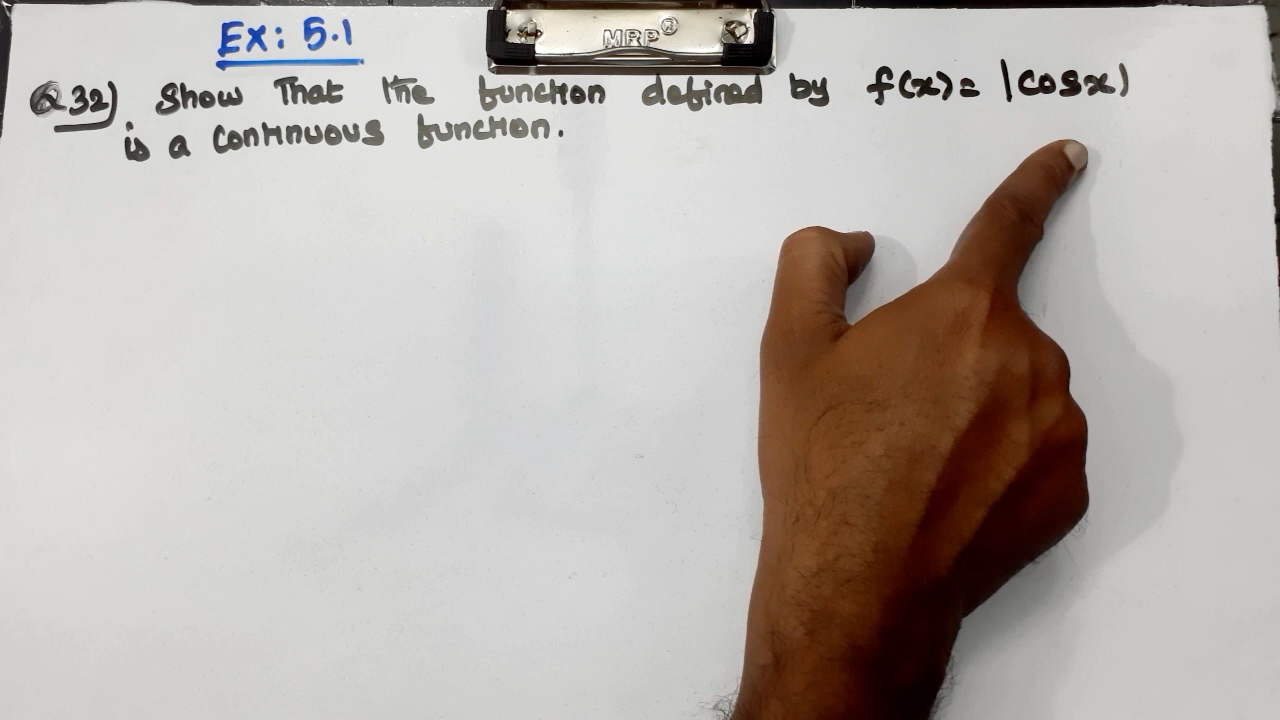 MRP®
Ex: 5.1
Q32) Show That the function defined by f(x) = |cosx|
is a continuous function.